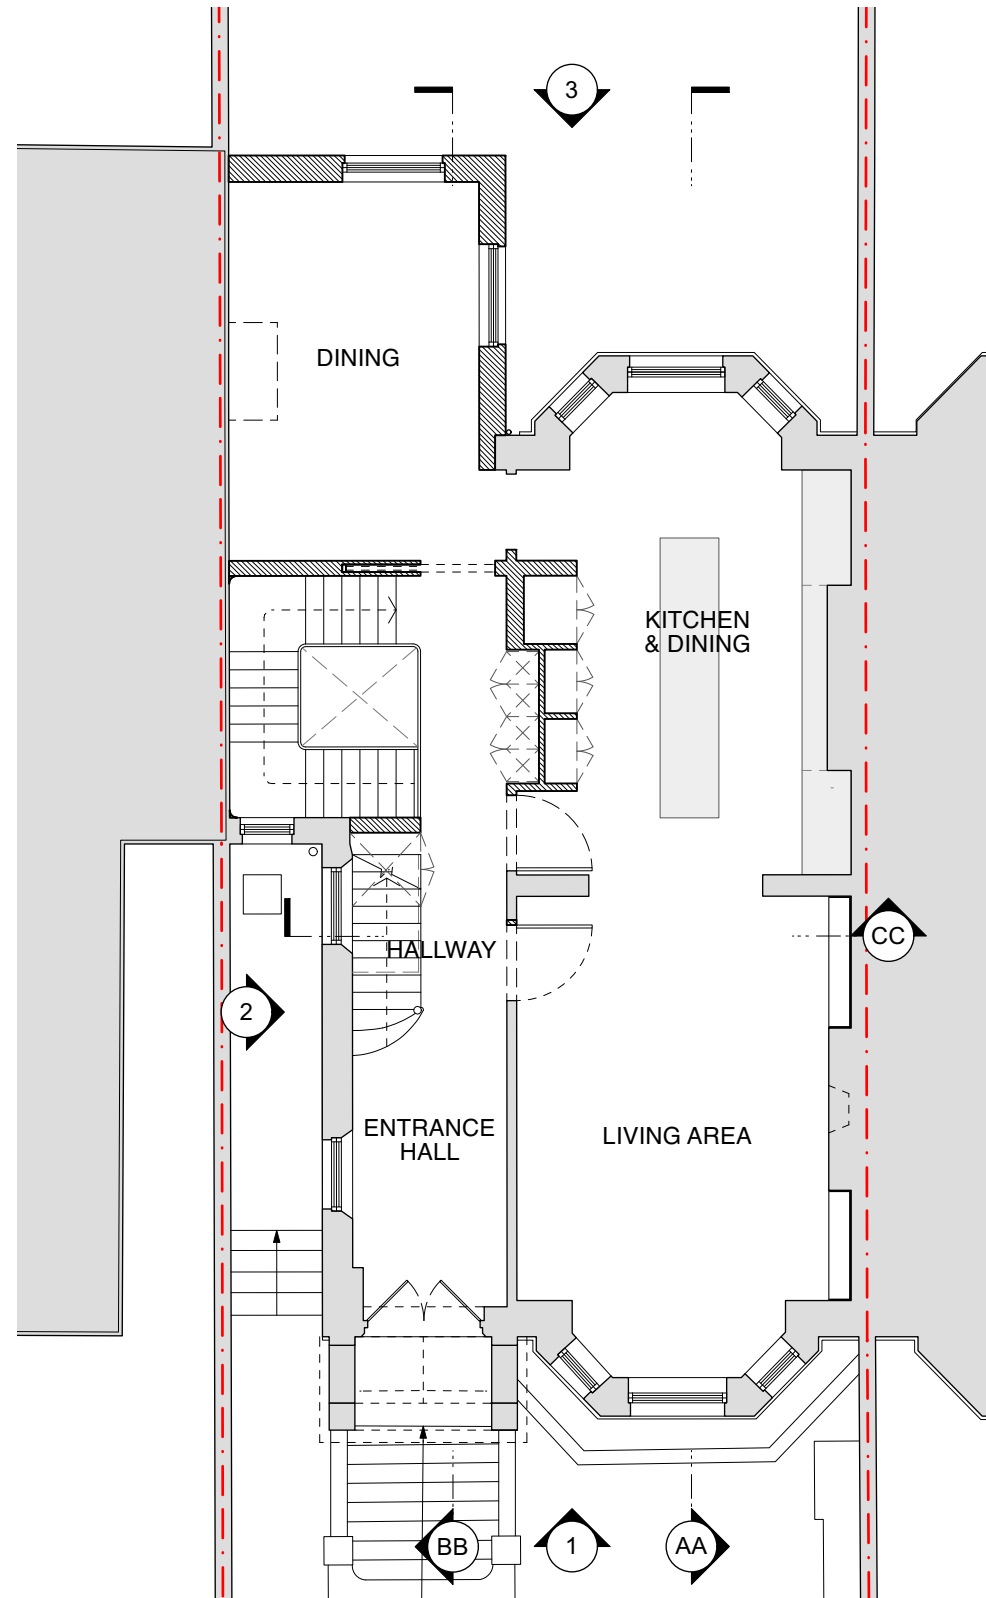 3
DINING
KITCHEN
& DINING
HALLWAY
CC
2
ENTRANCE
HALL
LIVING AREA
BB
1
AA